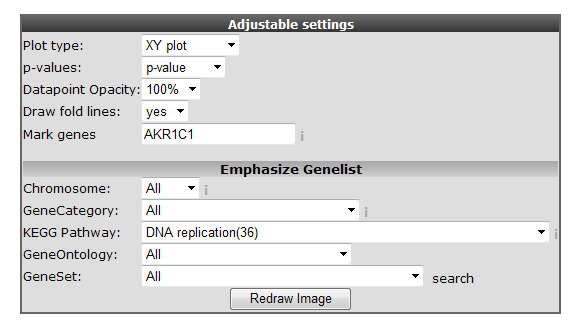 Adjustable settings
Plot type: XY plot
p-values: p-value
Datapoint Opacity: 100%
Draw fold lines: yes
Mark genes AKR1C1 i
Emphasize Genelist
Chromosome: All i
GeneCategory: All i
KEGG Pathway: DNA replication(36) i
GeneOntology: All
GeneSet: All search
Redraw Image